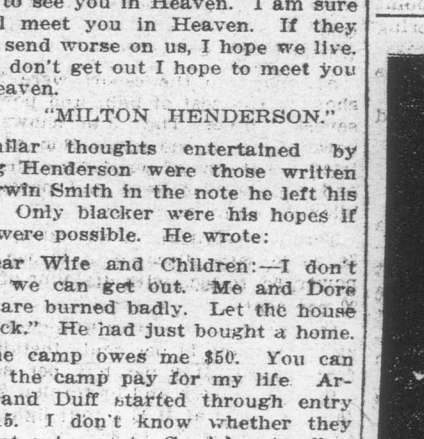 to see you in Heaven. I am sure
l meet you in Heaven. If they
send worse on us, I hope we live.
don't get out I hope to meet you
eaven.
"MILTON HENDERSON."
ilar thoughts entertained by
g Henderson were those written
rwin Smith in the note he left his
Only blacker were his hopes if
were possible. He wrote:
ear Wife and Children:—I don't
we can get out. Me and Dore
are burned badly. Let the house
ck." He had just bought a home.
e camp owes me $50. You can
the camp pay for my life. Ar-
and Duff started through entry
5. I don't know whether they